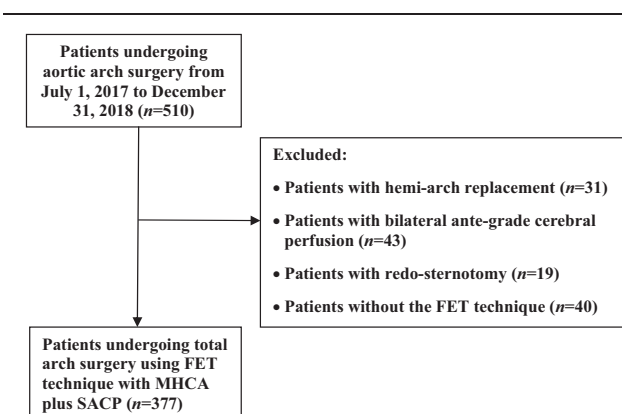 Patients undergoing
aortic arch surgery from
July 1, 2017 to December
31, 2018 (n=510)
Excluded:
• Patients with hemi-arch replacement (n=31)
• Patients with bilateral ante-grade cerebral
perfusion (n=43)
• Patients with redo-sternotomy (n=19)
• Patients without the FET technique (n=40)
Patients undergoing total
arch surgery using FET
technique with MHCA
plus SACP (n=377)